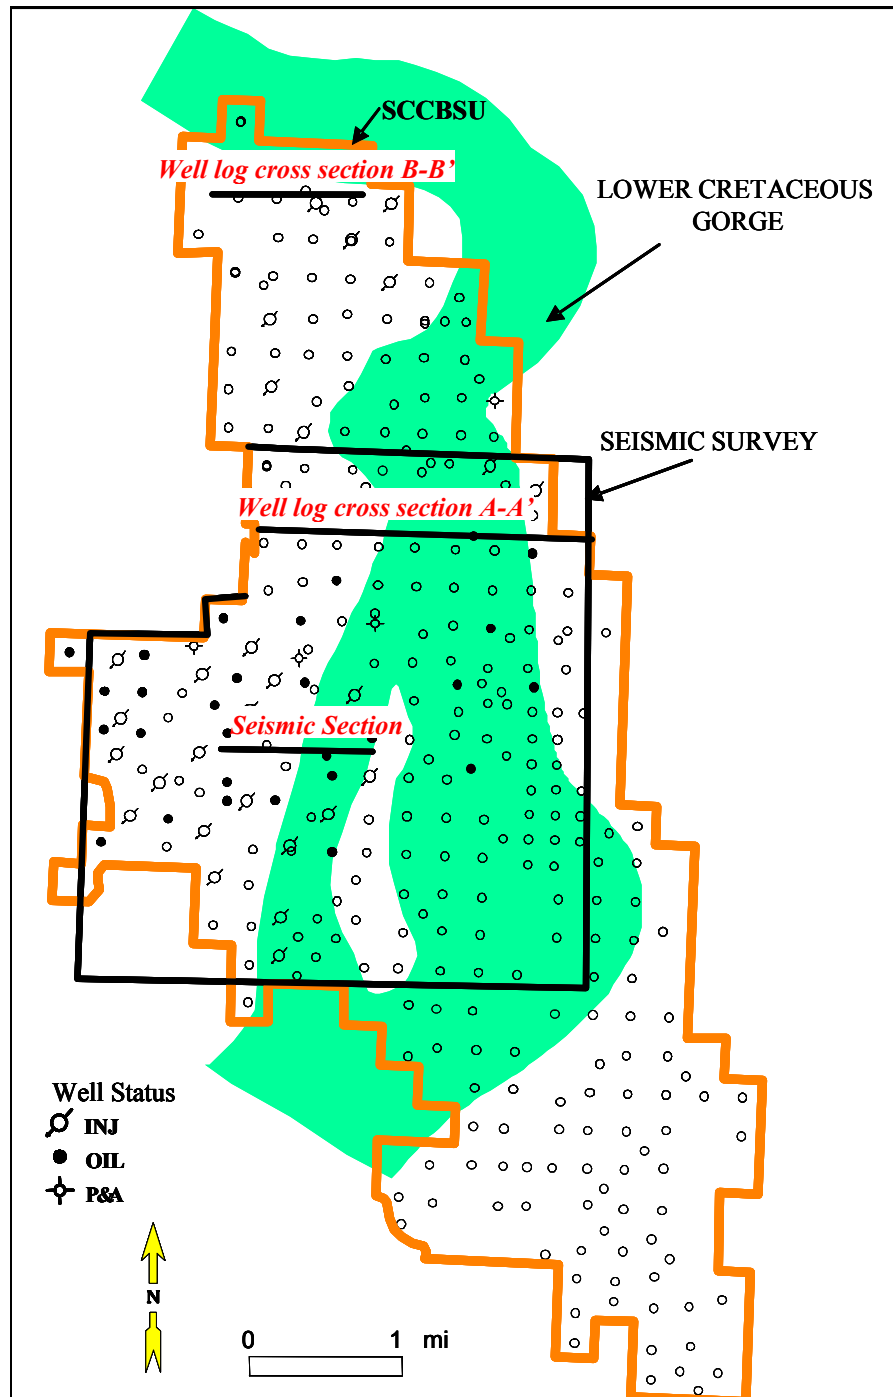 SCCBSU
Well log cross section B-B’
LOWER CRETACEOUS
GORGE
SEISMIC SURVEY
Well log cross section A-A’
Seismic Section
Well Status
INJ
OIL
P&A
N
0 1 mi